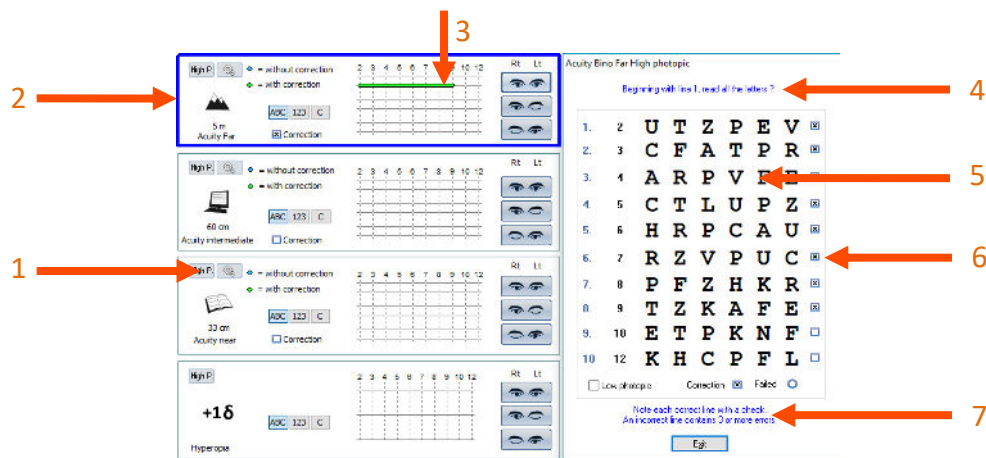 3
2
High P.
= without correction
= with correction
ABC 123 C
5 m
Acuity Far
Correction
2 3 4 5 6 7 8 9 10 12
Rt Lt
High P.
= without correction
= with correction
ABC 123 C
60 cm
Acuity intermediate
Correction
2 3 4 5 6 7 8 9 10 12
Rt Lt
1
High P.
= without correction
= with correction
ABC 123 C
33 cm
Acuity near
Correction
2 3 4 5 6 7 8 9 10 12
Rt Lt
High P.
+1δ
ABC 123 C
Hyperopia
2 3 4 5 6 7 8 9 10 12
Rt Lt
Acuity Bino Far High photopic
Beginning with line 1, read all the letters ?
4
1. 2 U T Z P E V
2. 3 C F A T P R
3. 4 A R P V F E
5
4. 5 C T L U P Z
5. 6 H R P C A U
6. 7 R Z V P U C
6
7. 8 P F Z H K R
8. 9 T Z K A F E
9. 10 E T P K N F
10 12 K H C P F L
Low photopic Correction Failed
Note each correct line with a check.
An incorrect line contains 3 or more errors
7
Exit